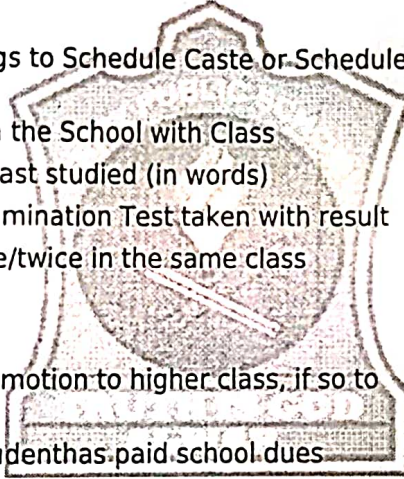 gs to Schedule Caste or Schedule
the School with Class
ast studied (in words)
mination Test taken with result
e/twice in the same class
motion to higher class, if so to
udenthas paid school dues